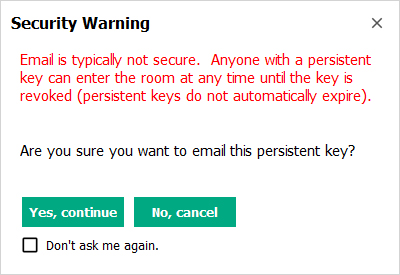 Security Warning
Email is typically not secure.  Anyone with a persistent
key can enter the room at any time until the key is
revoked (persistent keys do not automatically expire).
Are you sure you want to email this persistent key?
Yes, continue
No, cancel
Don't ask me again.